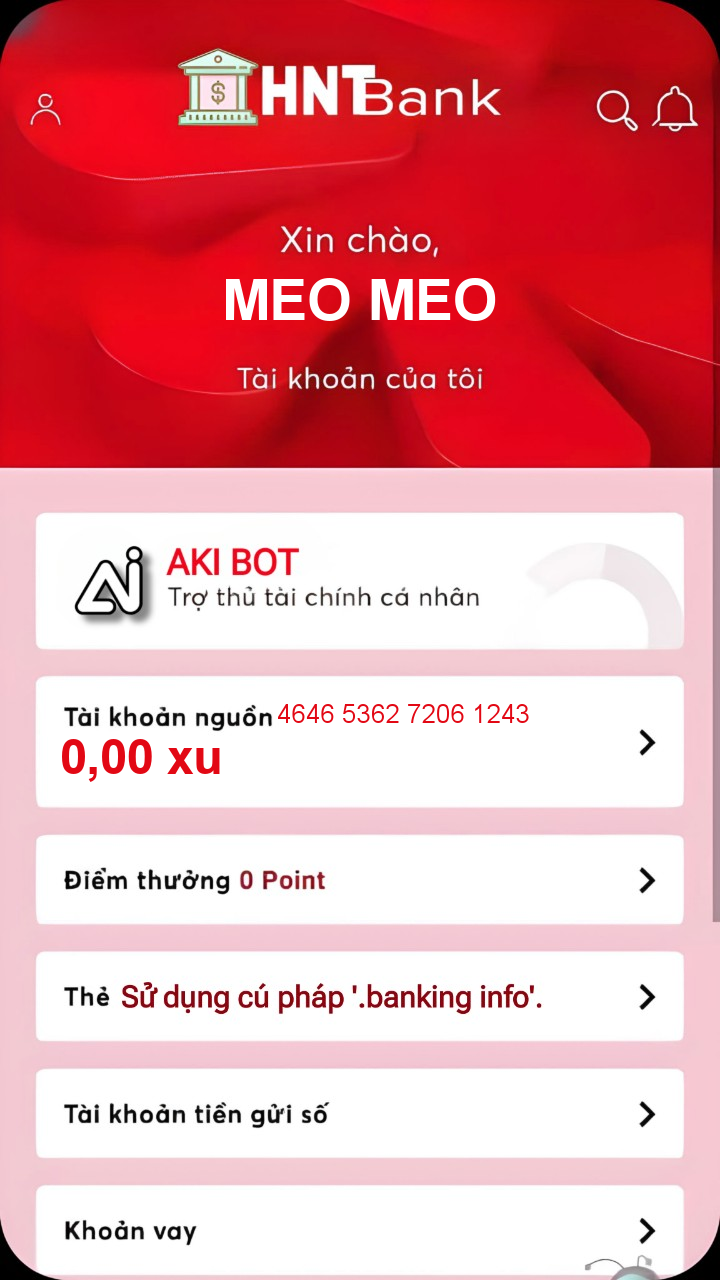 HNTBank
Xin chào,
MEO MEO
Tài khoản của tôi
AKI BOT
Trợ thủ tài chính cá nhân
Tài khoản nguồn 4646 5362 7206 1243
0,00 xu
Điểm thưởng 0 Point
Thẻ Sử dụng cú pháp '.banking info'.
Tài khoản tiền gửi số
Khoản vay